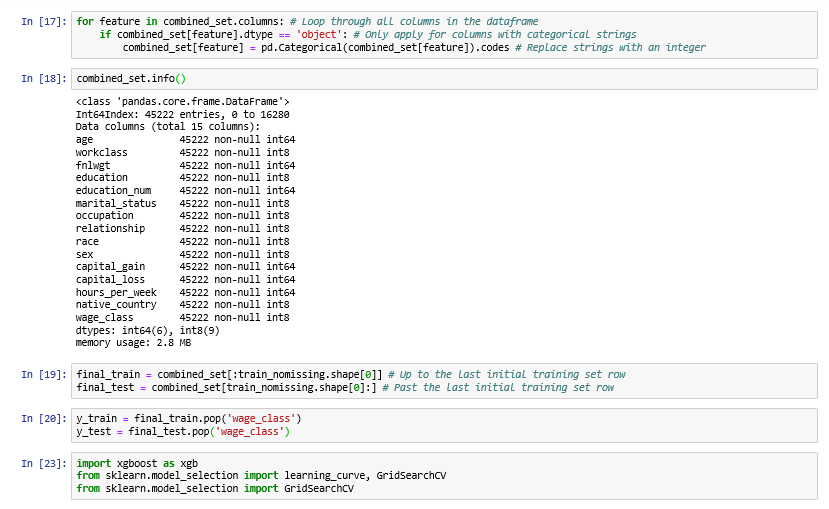 In [17]: for feature in combined_set.columns: # Loop through all columns in the dataframe
    if combined_set[feature].dtype == 'object': # Only apply for columns with categorical strings
        combined_set[feature] = pd.Categorical(combined_set[feature]).codes # Replace strings with an integer
In [18]: combined_set.info()
<class 'pandas.core.frame.DataFrame'>
Int64Index: 45222 entries, 0 to 16280
Data columns (total 15 columns):
age               45222 non-null int64
workclass         45222 non-null int8
fnlwgt            45222 non-null int64
education         45222 non-null int8
education_num     45222 non-null int64
marital_status    45222 non-null int8
occupation        45222 non-null int8
relationship      45222 non-null int8
race              45222 non-null int8
sex               45222 non-null int8
capital_gain      45222 non-null int64
capital_loss      45222 non-null int64
hours_per_week    45222 non-null int64
native_country    45222 non-null int8
wage_class        45222 non-null int8
dtypes: int64(6), int8(9)
memory usage: 2.8 MB
In [19]: final_train = combined_set[:train_nomissing.shape[0]] # Up to the last initial training set row
final_test = combined_set[train_nomissing.shape[0]:] # Past the last initial training set row
In [20]: y_train = final_train.pop('wage_class')
y_test = final_test.pop('wage_class')
In [23]: import xgboost as xgb
from sklearn.model_selection import learning_curve, GridSearchCV
from sklearn.model_selection import GridSearchCV